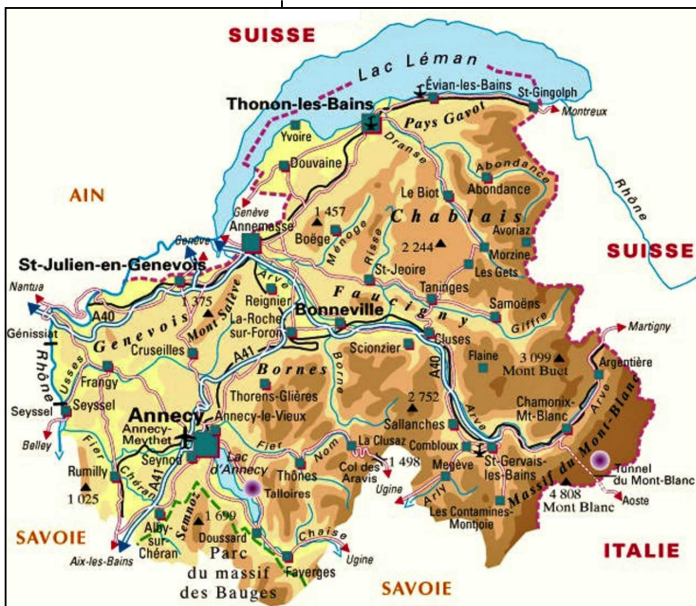 SUISSE
Lac Léman
Évian-les-Bains
St-Gingolph
Thonon-les-Bains
Pays Gavot
Montreux
Yvoire
Dranse
Douvaine
Abondance
Abondance
Rhône
AIN
Le Biot
Genève
Annemasse
1 457
Chablais
Boëge
Ménoge
Risse
2 244
Avoriaz
Genève
Morzine
SUISSE
St-Julien-en-Genevois
Les Gets
St-Jeoire
Nantua
Arve
Taninges
Faucigny
Samoëns
A40
1 375
Mont Salève
Reignier
Bonneville
Giffre
Génissiat
Genevois
La-Roche-
sur-Foron
Martigny
Cluses
Usses
Cruseilles
A41
Scionzier
A40
Flaine
3 099
Mont Buet
Argentière
Rhône
Frangy
Bornes
Borne
Thorens-Glières
2 752
Chamonix-
Mt-Blanc
Arve
Seyssel
Seyssel
Annecy
Annecy-le-Vieux
Sallanches
Arve
Belley
Annecy-
Meythet
Combloux
Fier
Seynod
Lac
d'Annecy
Fier
Nom
La Clusaz
Col des
Aravis
1 498
Megève
St-Gervais-
les-Bains
Massif du Mont-Blanc
Tunnel
du Mont-Blanc
Rumilly
Chéran
A41
Thônes
Ugine
Arly
4 808
Mont Blanc
Aoste
1 025
Talloires
Les Contamines-
Montjoie
Semnoz
1 699
Alby-
sur-
Chéran
Doussard
Chaise
SAVOIE
Ugine
ITALIE
Aix-les-Bains
Parc
du massif
des Bauges
Faverges
SAVOIE